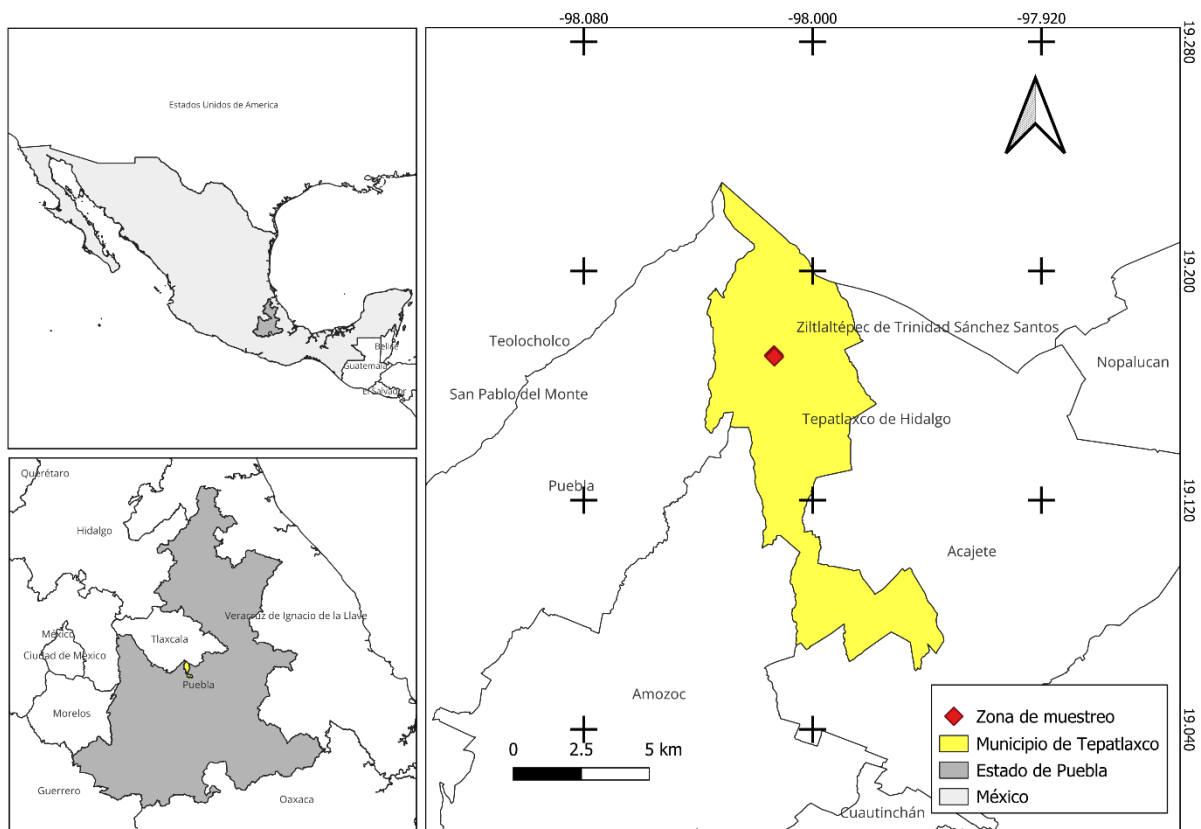 Estados Unidos de America
Belice
Guatemala
El Salvador
Querétaro
Hidalgo
Veracruz de Ignacio de la Llave
México
Tlaxcala
Ciudad de México
Puebla
Morelos
Guerrero
Oaxaca
-98.080
-98.000
-97.920
19.280
19.200
19.120
19.040
Teolocholco
Ziltlaltépec de Trinidad Sánchez Santos
Nopalucan
San Pablo del Monte
Tepatlaxco de Hidalgo
Puebla
Acajete
Amozoc
Cuautinchán
0 2.5 5 km
Zona de muestreo
Municipio de Tepatlaxco
Estado de Puebla
México